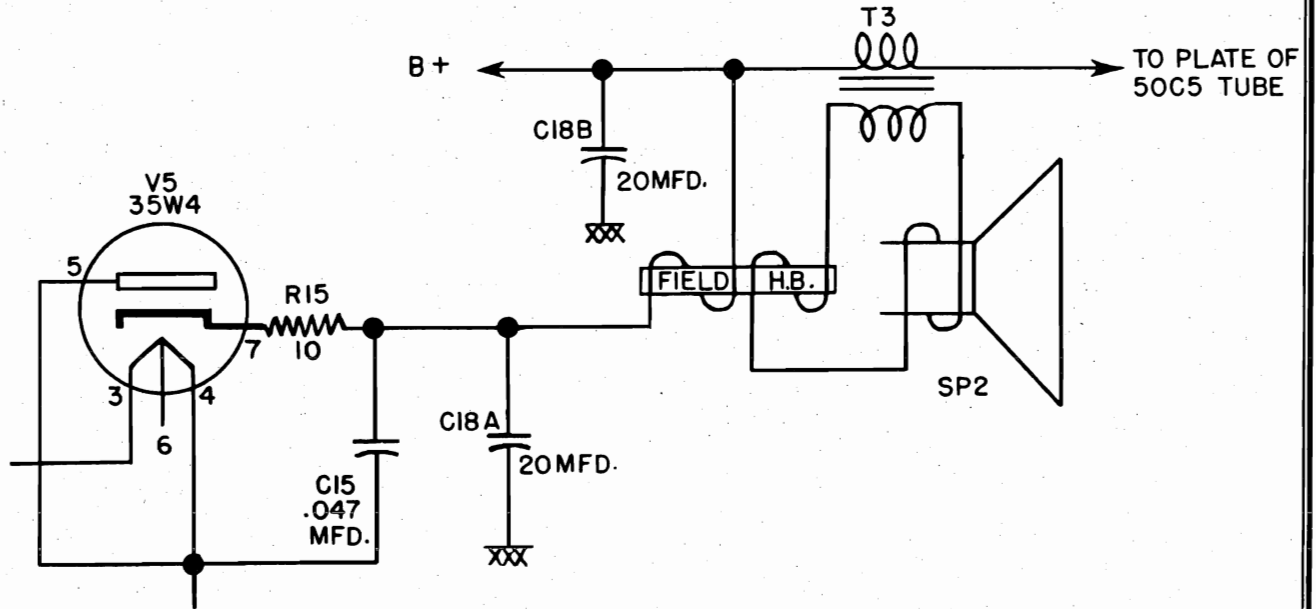 T3
B+
TO PLATE OF
50C5 TUBE
C18B
20MFD.
V5
35W4
5
FIELD
H.B.
R15
10
7
3
4
6
SP2
C18A
20MFD.
C15
.047
MFD.